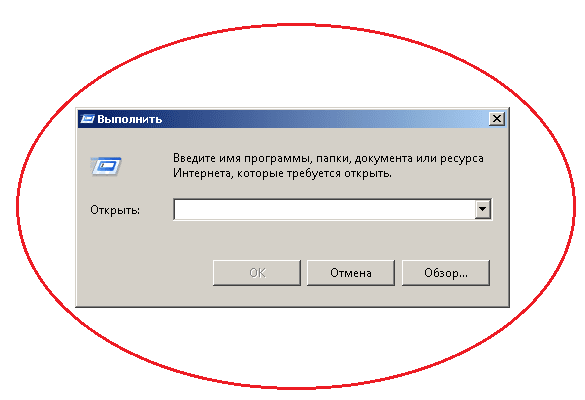 Выполнить
Введите имя программы, папки, документа или ресурса
Интернета, которые требуется открыть.
Открыть:
OK
Отмена
Обзор...